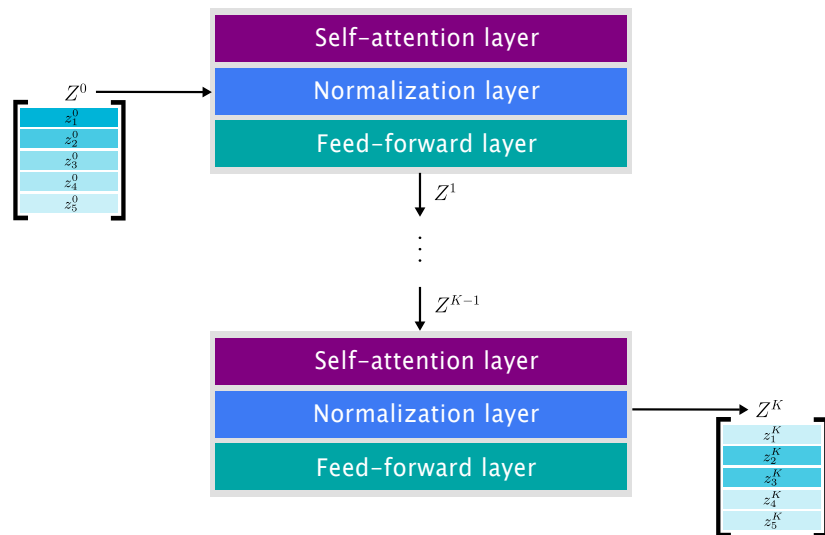 Self-attention layer
Z^0
Normalization layer
z_1^0
z_2^0
Feed-forward layer
z_3^0
z_4^0
z_5^0
Z^1
⋮
Z^{K-1}
Self-attention layer
Normalization layer
Z^K
z_1^K
z_2^K
Feed-forward layer
z_3^K
z_4^K
z_5^K